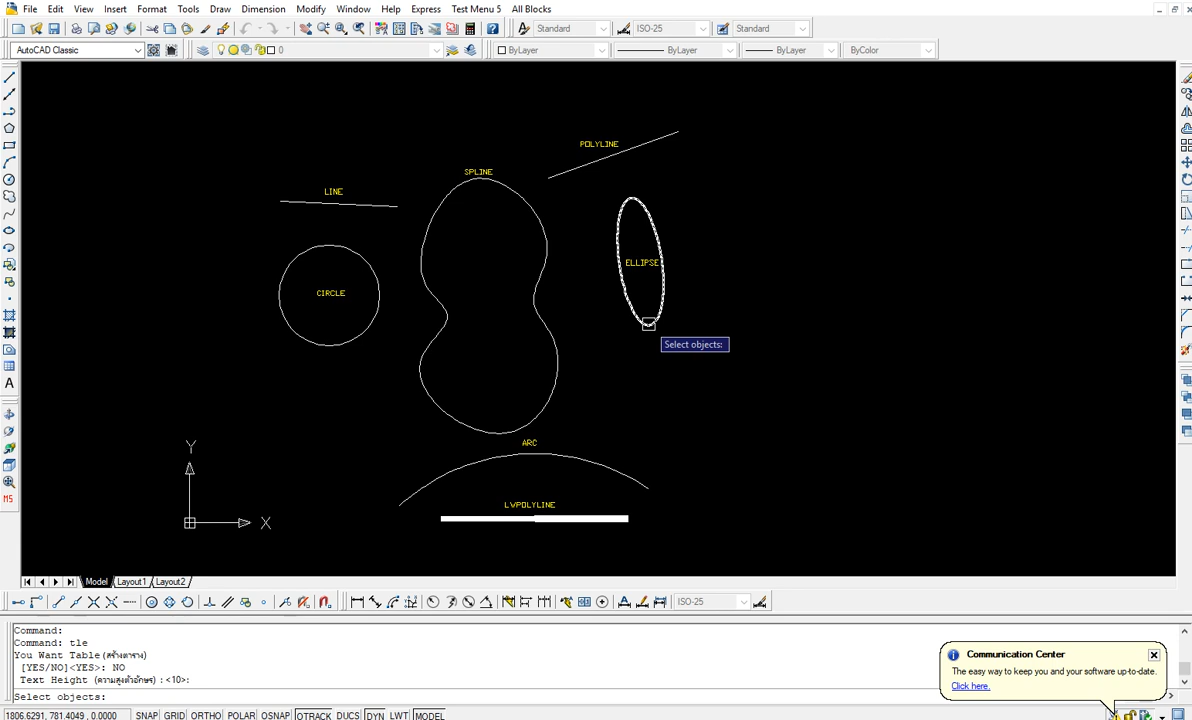 File Edit View Insert Format Tools Draw Dimension Modify Window Help Express Test Menu 5 All Blocks
Standard ISO-25 Standard
AutoCAD Classic 0 ByLayer ByLayer ByLayer ByColor
POLYLINE
SPLINE
LINE
ELLIPSE
CIRCLE
Select objects:
ARC
LWPOLYLINE
Y
X
A
MS
Model Layout1 Layout2
ISO-25
Command:
Command: tle
You Want Table(สร้างตาราง)
[YES/NO]<YES>: NO
Text Height (ความสูงตัวอักษร) :<10>:
Select objects:
Communication Center
The easy way to keep you and your software up-to-date.
Click here.
1806.6291, 781.4049, 0.0000 SNAP GRID ORTHO POLAR OSNAP OTRACK DUCS DYN LWT MODEL